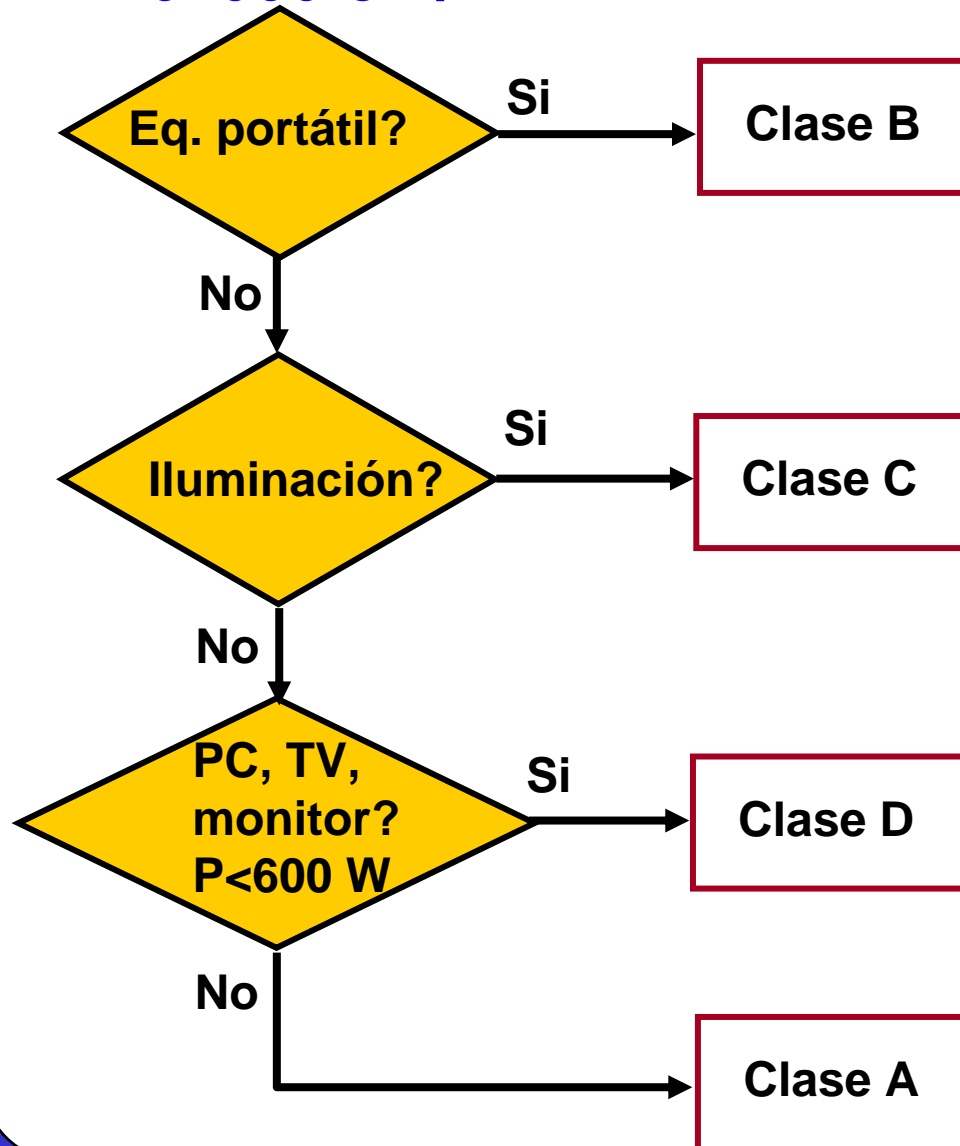 Eq. portátil?
Si
Clase B
No
Iluminación?
Si
Clase C
No
PC, TV,
monitor?
P<600 W
Si
Clase D
No
Clase A